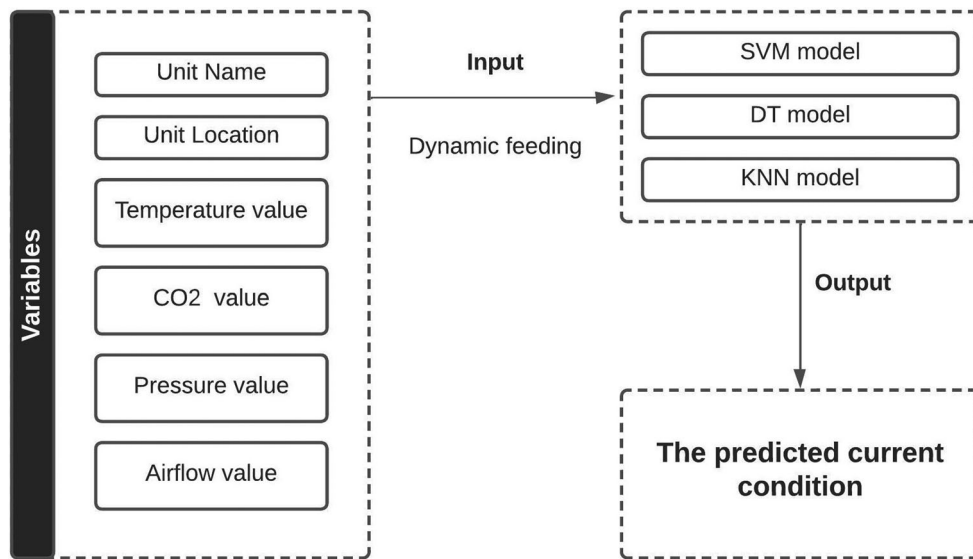 Variables
Unit Name
Unit Location
Temperature value
CO2 value
Pressure value
Airflow value
Input
Dynamic feeding
SVM model
DT model
KNN model
Output
The predicted current
condition